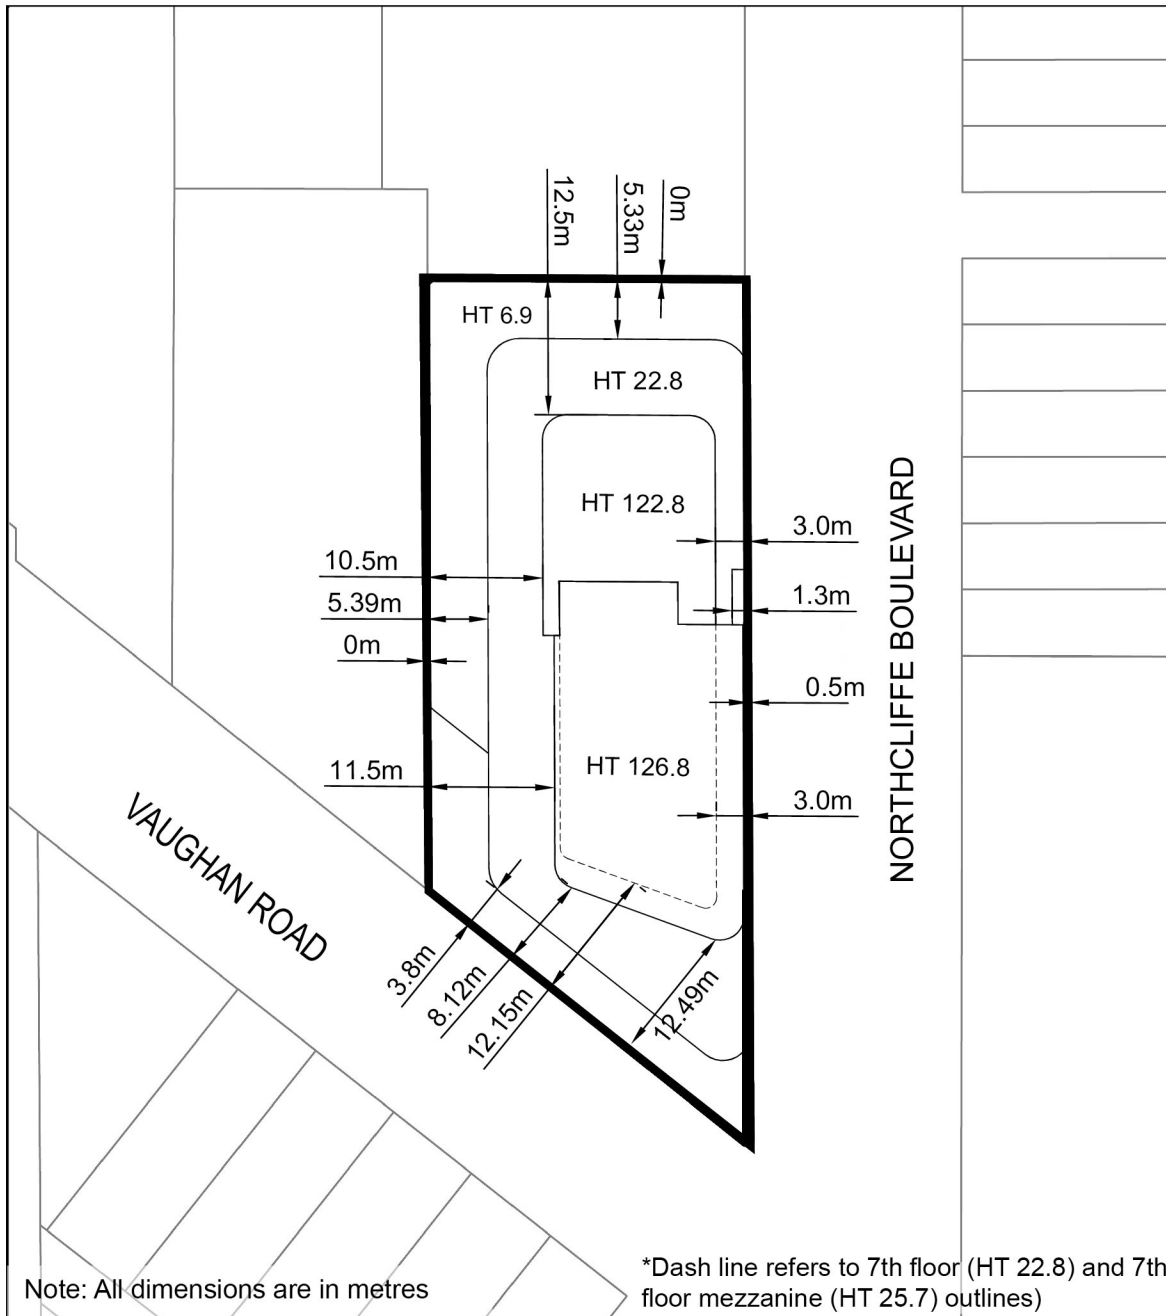 12.5m
5.33m
0m
HT 6.9
HT 22.8
HT 122.8
3.0m
10.5m
1.3m
5.39m
0m
0.5m
HT 126.8
11.5m
3.0m
NORTHCLIFFE BOULEVARD
VAUGHAN ROAD
3.8m
8.12m
12.15m
12.49m
Note: All dimensions are in metres
*Dash line refers to 7th floor (HT 22.8) and 7th
floor mezzanine (HT 25.7) outlines)